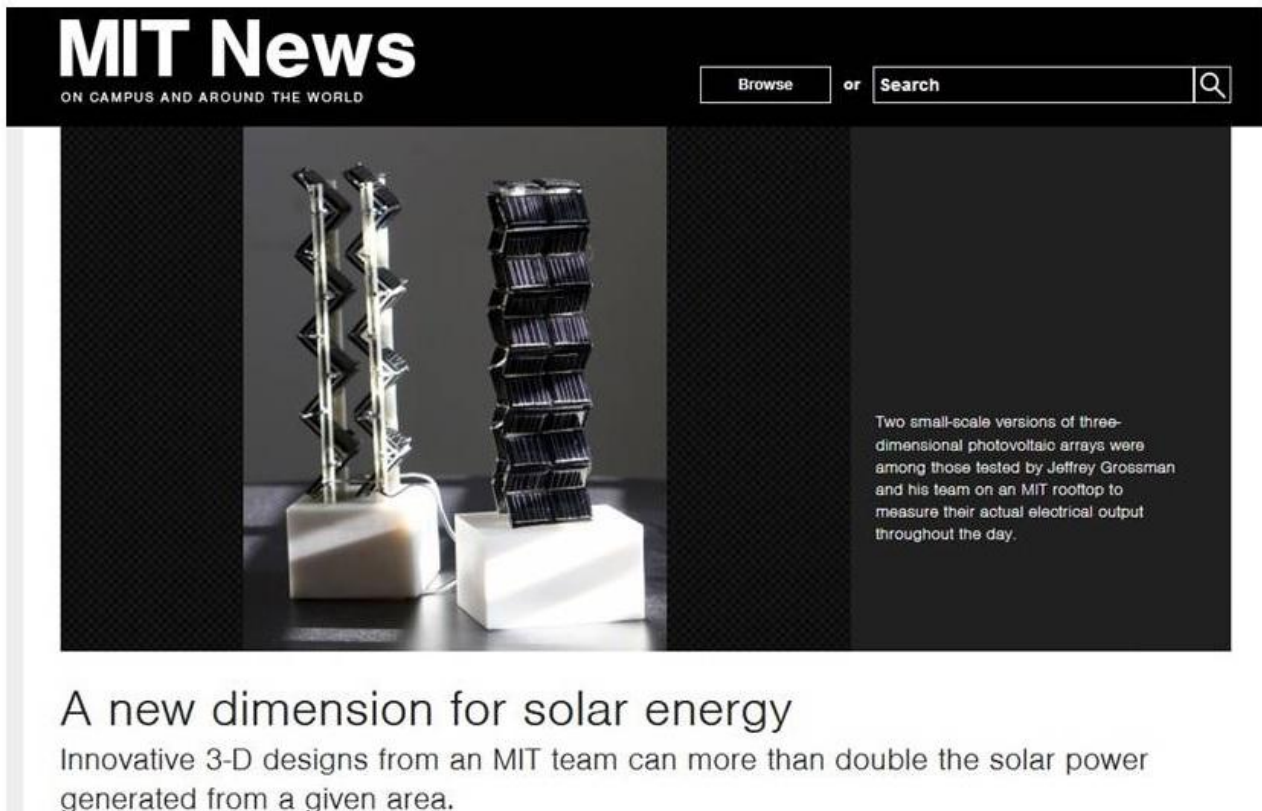 MIT News
ON CAMPUS AND AROUND THE WORLD
Browse or Search
Two small-scale versions of three-
dimensional photovoltaic arrays were
among those tested by Jeffrey Grossman
and his team on an MIT rooftop to
measure their actual electrical output
throughout the day.
A new dimension for solar energy
Innovative 3-D designs from an MIT team can more than double the solar power
generated from a given area.